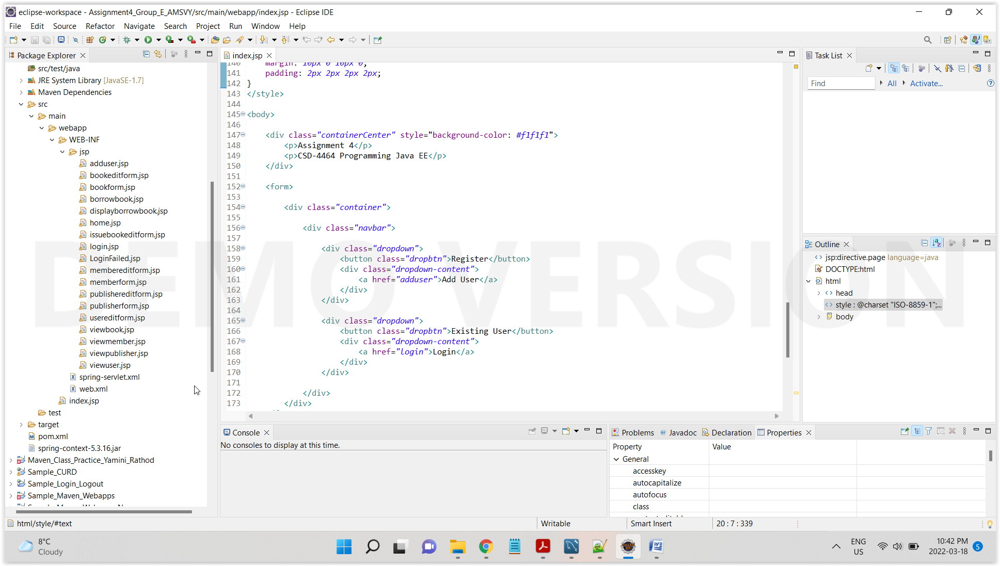 eclipse-workspace - Assignment4_Group_E_AMSVY/src/main/webapp/index.jsp - Eclipse IDE
File Edit Source Refactor Navigate Search Project Run Window Help
Package Explorer
src/test/java
JRE System Library [JavaSE-1.7]
Maven Dependencies
src
main
webapp
WEB-INF
jsp
adduser.jsp
bookeditform.jsp
bookform.jsp
borrowbook.jsp
displayborrowbook.jsp
home.jsp
issuebookeditform.jsp
login.jsp
LoginFailed.jsp
membereditform.jsp
memberform.jsp
publishereditform.jsp
publisherform.jsp
usereditform.jsp
viewbook.jsp
viewmember.jsp
viewpublisher.jsp
viewuser.jsp
spring-servlet.xml
web.xml
index.jsp
test
target
pom.xml
spring-context-5.3.16.jar
Maven_Class_Practice_Yamini_Rathod
Sample_CURD
Sample_Login_Logout
Sample_Maven_Webapps
index.jsp
140 margin: 10px 0 10px 0;
141 padding: 2px 2px 2px 2px;
142 }
143 </style>
144
145 <body>
146
147 <div class="containerCenter" style="background-color: #f1f1f1">
148 <p>Assignment 4</p>
149 <p>CSD-4464 Programming Java EE</p>
150 </div>
151
152 <form>
153
154 <div class="container">
155
156 <div class="navbar">
157
158 <div class="dropdown">
159 <button class="dropbtn">Register</button>
160 <div class="dropdown-content">
161 <a href="adduser">Add User</a>
162 </div>
163 </div>
164
165 <div class="dropdown">
166 <button class="dropbtn">Existing User</button>
167 <div class="dropdown-content">
168 <a href="login">Login</a>
169 </div>
170 </div>
171
172 </div>
173 </div>
Task List
Find All Activate...
Outline
jsp:directive.page language=java
DOCTYPE:html
html
head
style : @charset "ISO-8859-1";...
body
DEMO VERSION
Console
No consoles to display at this time.
Problems Javadoc Declaration Properties
Property Value
General
accesskey
autocapitalize
autofocus
class
html/style/#text Writable Smart Insert 20 : 7 : 339
8°C
Cloudy
ENG
US
10:42 PM
2022-03-18
5